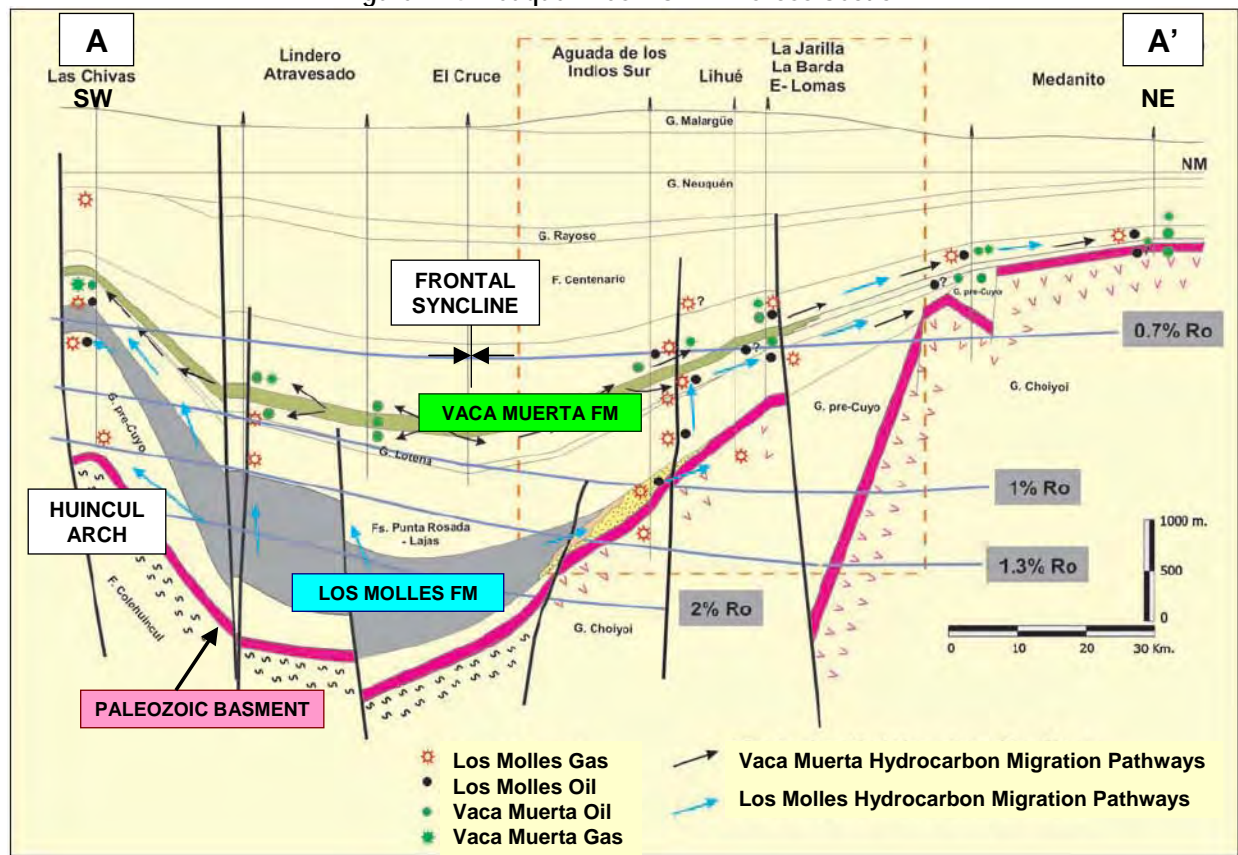 A
A'
Las Chivas
SW
Lindero
Atravesado
El Cruce
Aguada de los
Indios Sur
Lihué
La Jarilla
La Barda
E- Lomas
Medanito
NE
G. Malargüe
NM
G. Neuquén
G. Rayoso
F. Centenario
FRONTAL
SYNCLINE
?
?
?
G. pre-Cuyo
0.7% Ro
VACA MUERTA FM
G. Choiyoi
G. pre-Cuyo
G. Lotena
G. pre-Cuyo
1% Ro
HUINCUL
ARCH
Fs. Punta Rosada
- Lajas
1.3% Ro
LOS MOLLES FM
2% Ro
F. Colohuincul
G. Choiyoi
1000 m.
500
0
0 10 20 30 Km.
PALEOZOIC BASMENT
Los Molles Gas
Los Molles Oil
Vaca Muerta Oil
Vaca Muerta Gas
Vaca Muerta Hydrocarbon Migration Pathways
Los Molles Hydrocarbon Migration Pathways